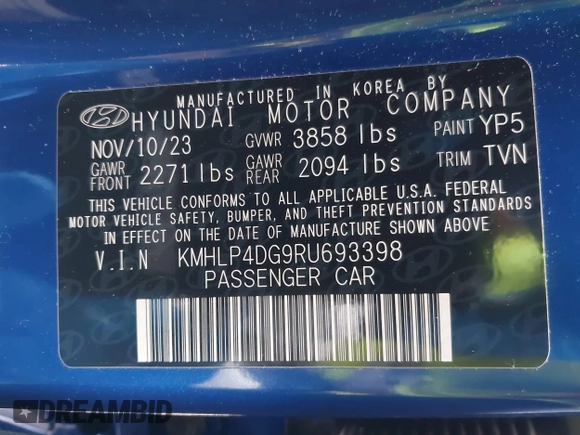 MANUFACTURED IN KOREA BY
HYUNDAI MOTOR COMPANY
NOV/10/23 GVWR 3858 lbs PAINT YP5
GAWR FRONT 2271 lbs GAWR REAR 2094 lbs TRIM TVN
THIS VEHICLE CONFORMS TO ALL APPLICABLE U.S.A. FEDERAL
MOTOR VEHICLE SAFETY, BUMPER, AND THEFT PREVENTION STANDARDS
IN EFFECT ON THE DATE OF MANUFACTURE SHOWN ABOVE
V.I.N KMHLP4DG9RU693398
PASSENGER CAR
DREAMBID